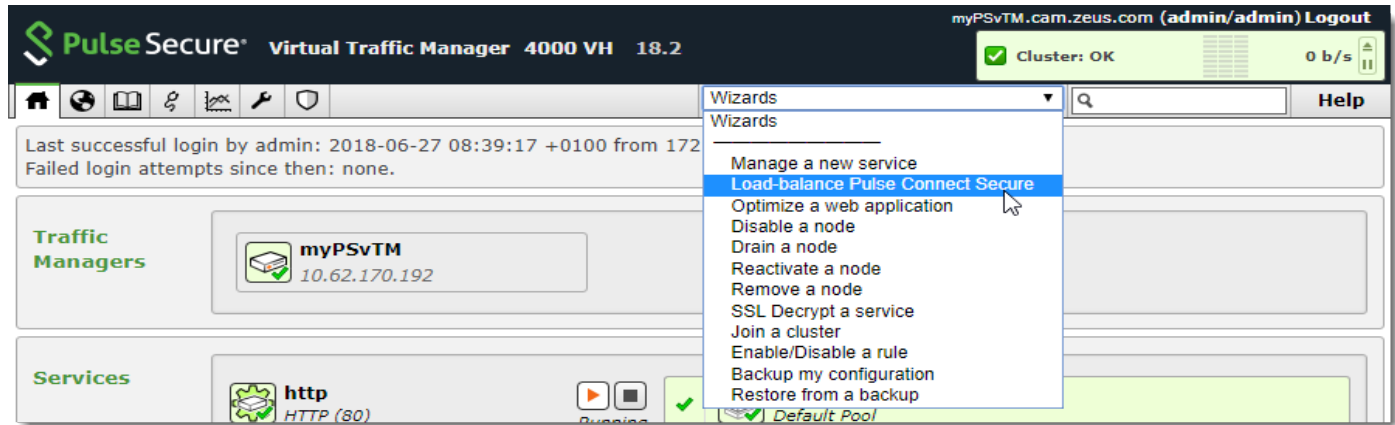 myPSvTM.cam.zeus.com (admin/admin) Logout
Pulse Secure® Virtual Traffic Manager 4000 VH 18.2
Cluster: OK 0 b/s
Wizards Help
Wizards
Last successful login by admin: 2018-06-27 08:39:17 +0100 from 172
Failed login attempts since then: none.
Manage a new service
Load-balance Pulse Connect Secure
Optimize a web application
Disable a node
Drain a node
Reactivate a node
Remove a node
SSL Decrypt a service
Join a cluster
Enable/Disable a rule
Backup my configuration
Restore from a backup
Traffic
Managers
myPSvTM
10.62.170.192
Services
http
HTTP (80)
Running
Default Pool